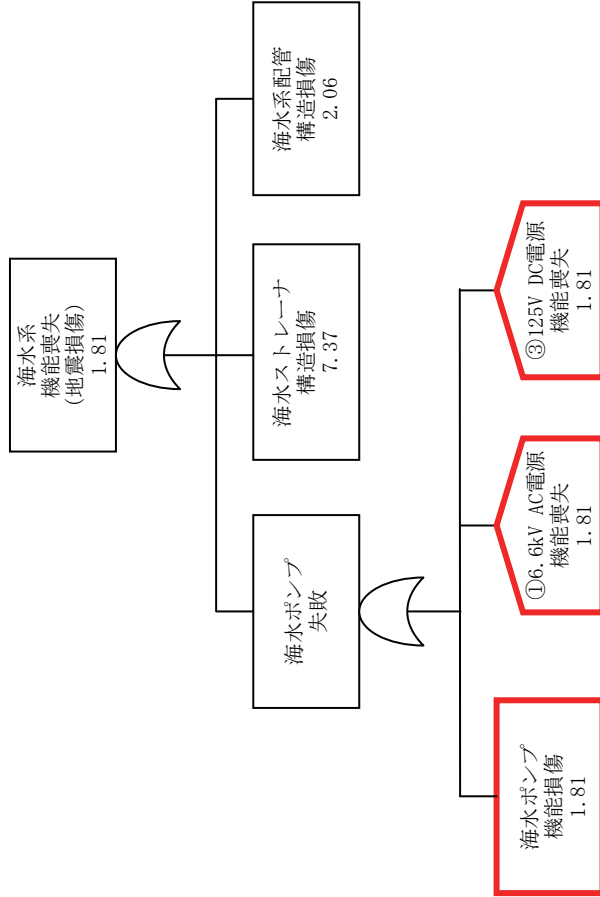 海水系
機能喪失
(地震損傷)
1.81
海水ポンプ
失敗
海水ストレーナ
構造損傷
7.37
海水系配管
構造損傷
2.06
海水ポンプ
機能損傷
1.81
①6.6kV AC電源
機能喪失
1.81
③125V DC電源
機能喪失
1.81